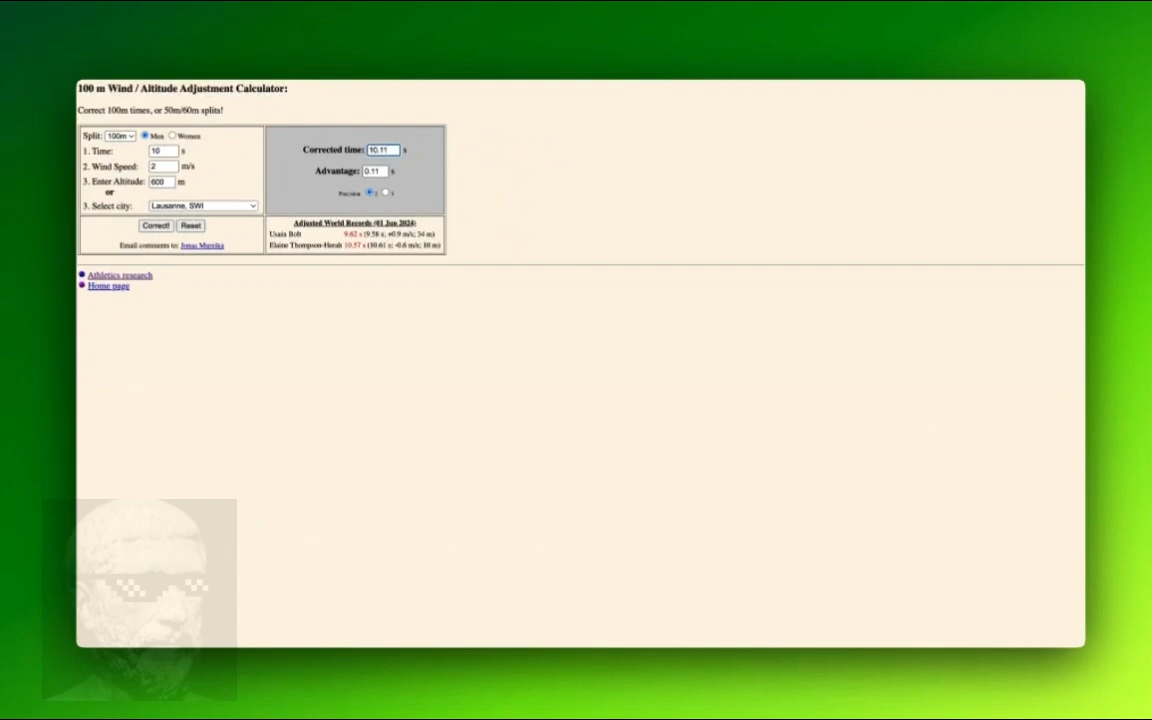 100 m Wind / Altitude Adjustment Calculator:
Correct 100m times, or 50m/60m splits!
Split: 100m Men Women
1. Time: 10 s
2. Wind Speed: 2 m/s
3. Enter Altitude: 600 m
or
3. Select city: Lausanne, SWI
Correct! Reset
Email comments to: Jonas Mureika
Corrected time: 10.11 s
Advantage: 0.11 s
Precision 2 3
Adjusted World Records (01 Jun 2024)
Usain Bolt 9.62 s (9.58 s; +0.9 m/s; 34 m)
Elaine Thompson-Herah 10.57 s (10.61 s; -0.6 m/s; 10 m)
Athletics research
Home page